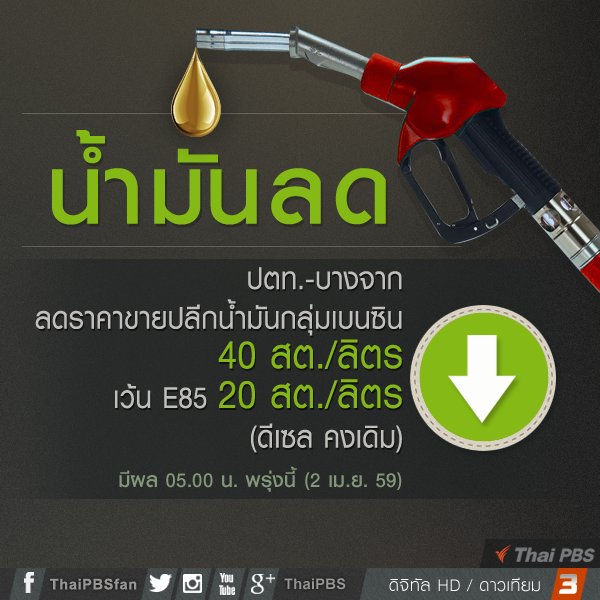 น้ำมันลด
ปตท.-บางจาก
ลดราคาขายปลีกน้ำมันกลุ่มเบนซิน
40 สต./ลิตร
เว้น E85 20 สต./ลิตร
(ดีเซล คงเดิม)
มีผล 05.00 น. พรุ่งนี้ (2 เม.ย. 59)
Thai PBS
f ThaiPBSfan You Tube g+ ThaiPBS ดิจิทัล HD / ดาวเทียม 3